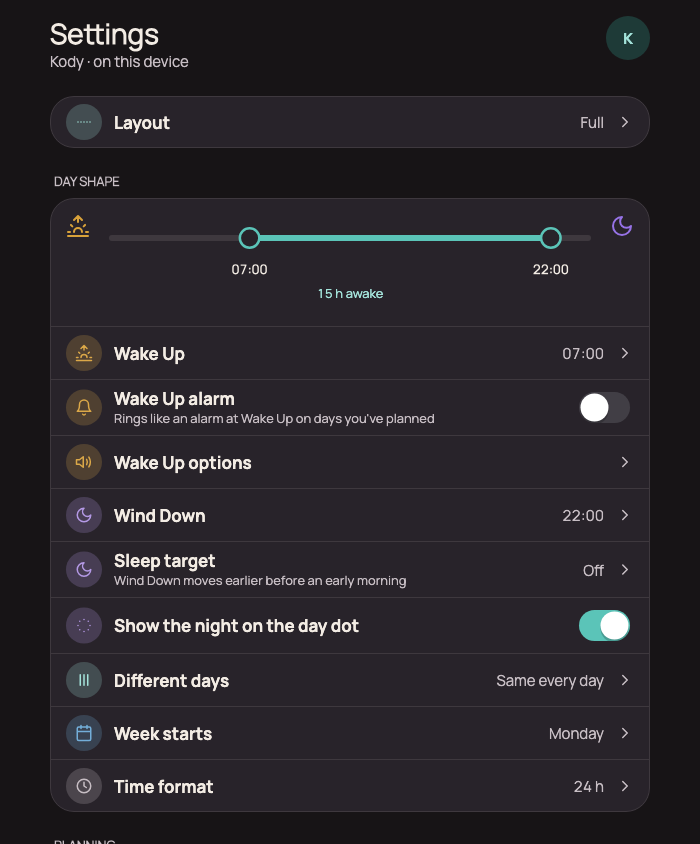 Settings
Kody · on this device
K
Layout
Full
DAY SHAPE
07:00
22:00
15 h awake
Wake Up
07:00
Wake Up alarm
Rings like an alarm at Wake Up on days you've planned
Wake Up options
Wind Down
22:00
Sleep target
Wind Down moves earlier before an early morning
Off
Show the night on the day dot
Different days
Same every day
Week starts
Monday
Time format
24 h
PLANNING